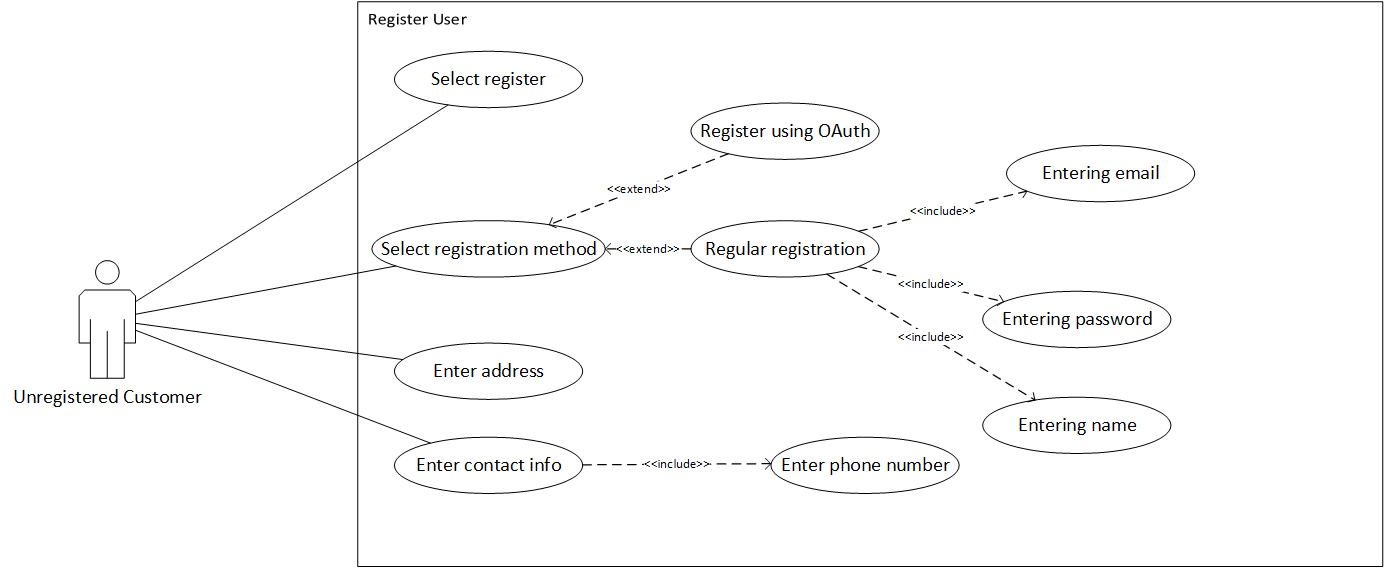 Register User
Select register
Register using OAuth
Entering email
<<extend>>
<<include>>
Select registration method
<<extend>>
Regular registration
<<include>>
Entering password
<<include>>
Enter address
Unregistered Customer
Entering name
Enter contact info
<<include>>
Enter phone number